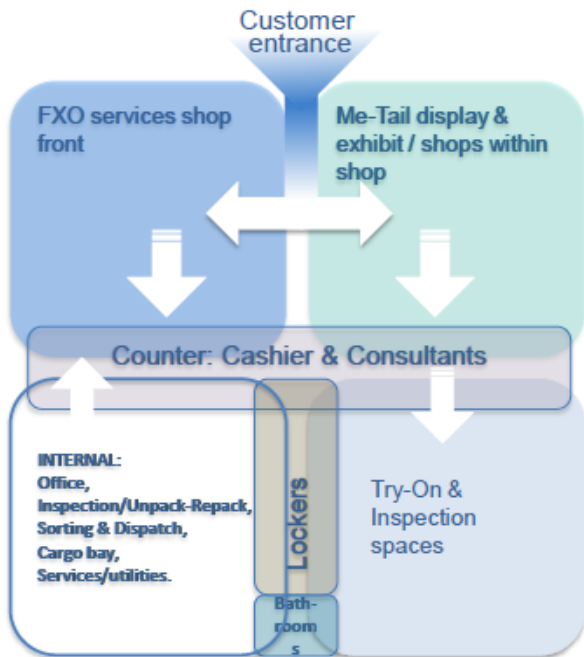 Customer
entrance
FXO services shop
front
Me-Tail display &
exhibit / shops within
shop
Counter: Cashier & Consultants
INTERNAL:
Office,
Inspection/Unpack-Repack,
Sorting & Dispatch,
Cargo bay,
Services/utilities.
Lockers
Try-On &
Inspection
spaces
Bath-
room
s